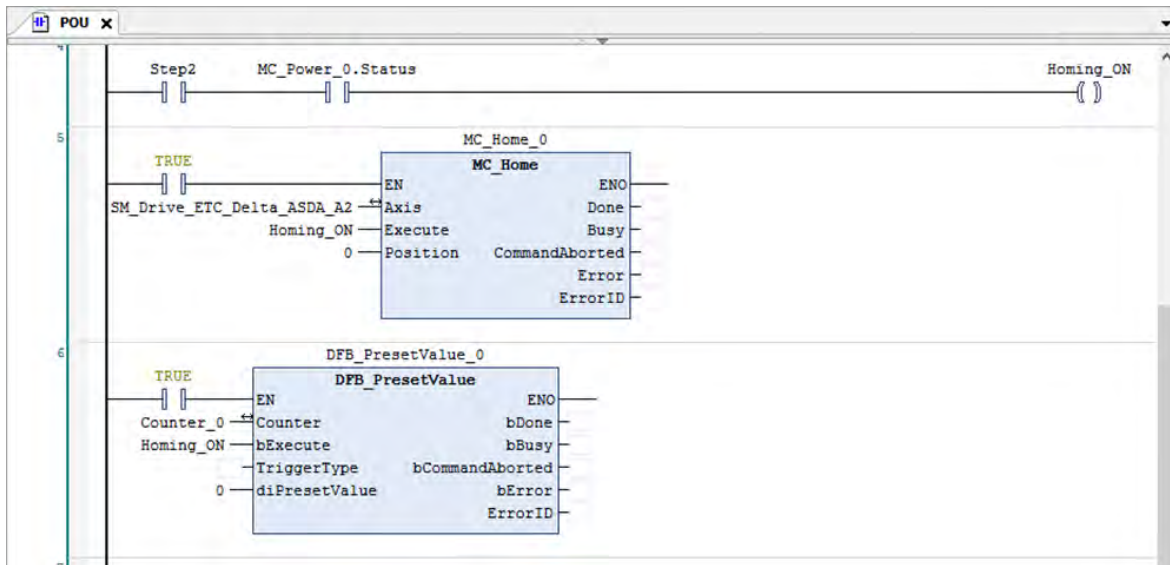 POU
4
Step2 MC_Power_0.Status Homing_ON
5
MC_Home_0
TRUE MC_Home
EN ENO
SM_Drive_ETC_Delta_ASDA_A2 Axis Done
Homing_ON Execute Busy
0 Position CommandAborted
Error
ErrorID
6
DFB_PresetValue_0
TRUE DFB_PresetValue
EN ENO
Counter_0 Counter bDone
Homing_ON bExecute bBusy
TriggerType bCommandAborted
0 diPresetValue bError
ErrorID